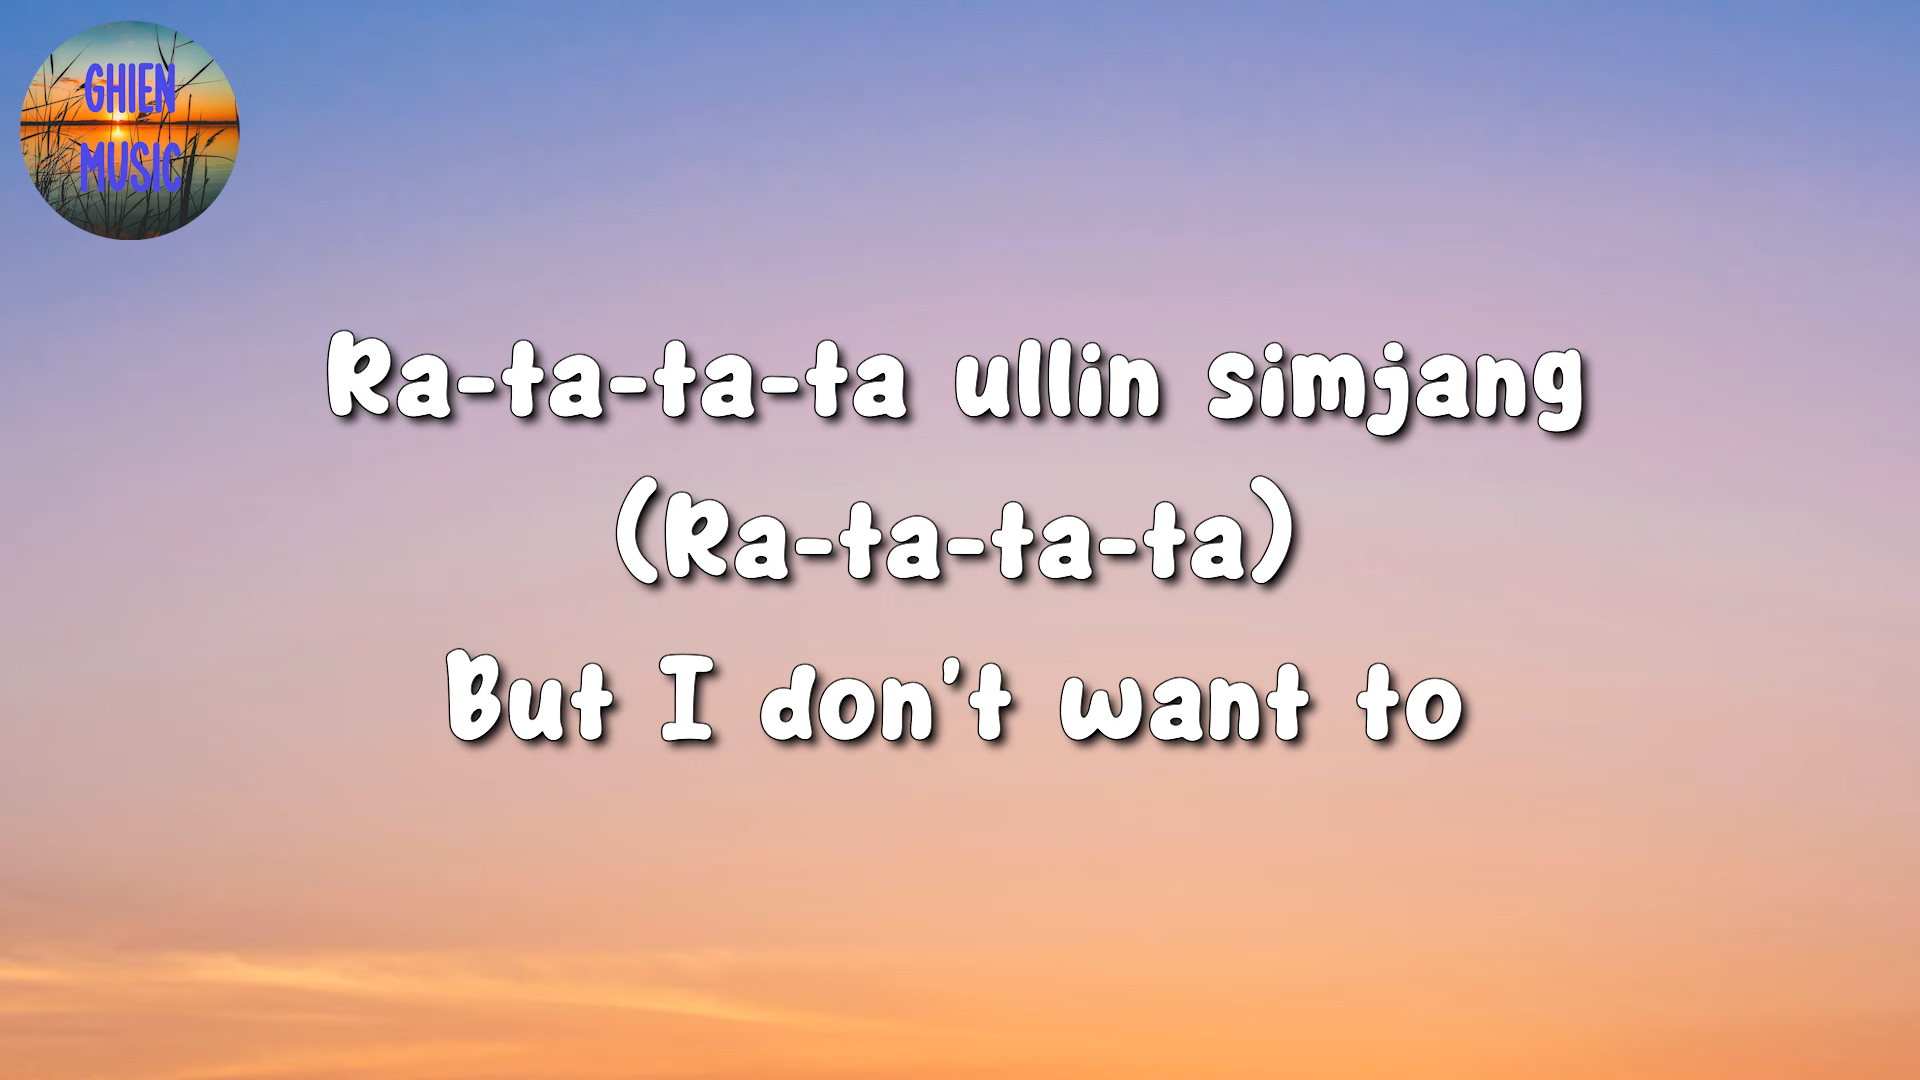 GHIEN
MUSIC
Ra-ta-ta-ta ullin simjang
(Ra-ta-ta-ta)
But I don't want to